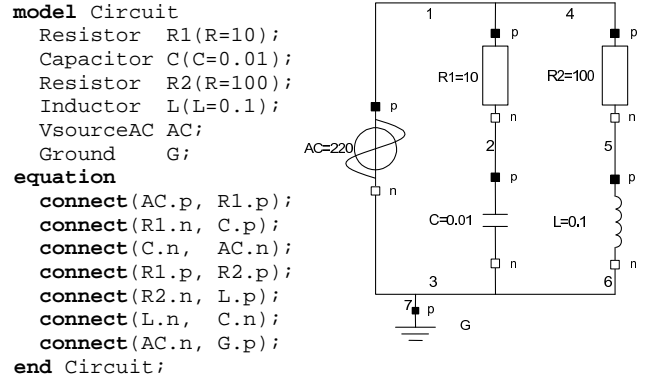 model Circuit
Resistor R1(R=10);
Capacitor C(C=0.01);
Resistor R2(R=100);
Inductor L(L=0.1);
VsourceAC AC;
Ground G;
equation
connect(AC.p, R1.p);
connect(R1.n, C.p);
connect(C.n, AC.n);
connect(R1.p, R2.p);
connect(R2.n, L.p);
connect(L.n, C.n);
connect(AC.n, G.p);
end Circuit;
1
4
p
p
R1=10
R2=100
p
n
n
AC=220
2
5
n
p
p
C=0.01
L=0.1
n
n
3
6
7
p
G